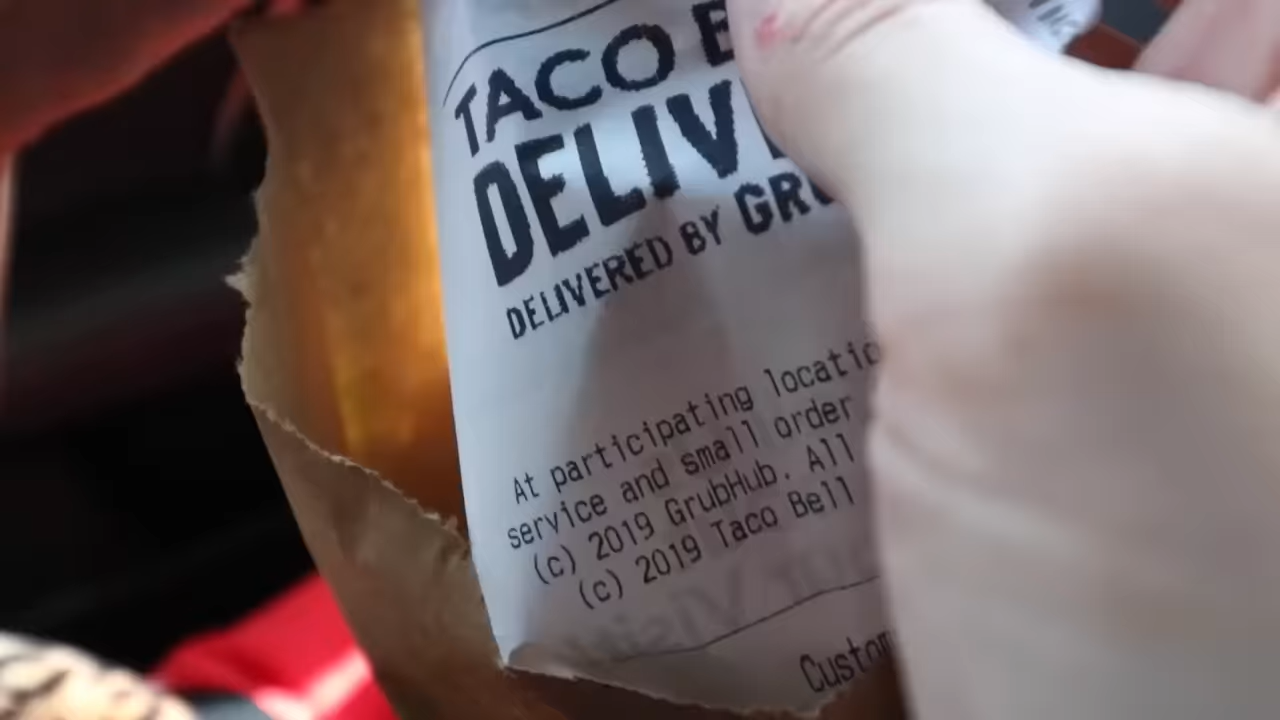 TACO B
DELIV
DELIVERED BY GRU
At participating locatio
service and small order
(c) 2019 GrubHub. All
(c) 2019 Taco Bell
Custom